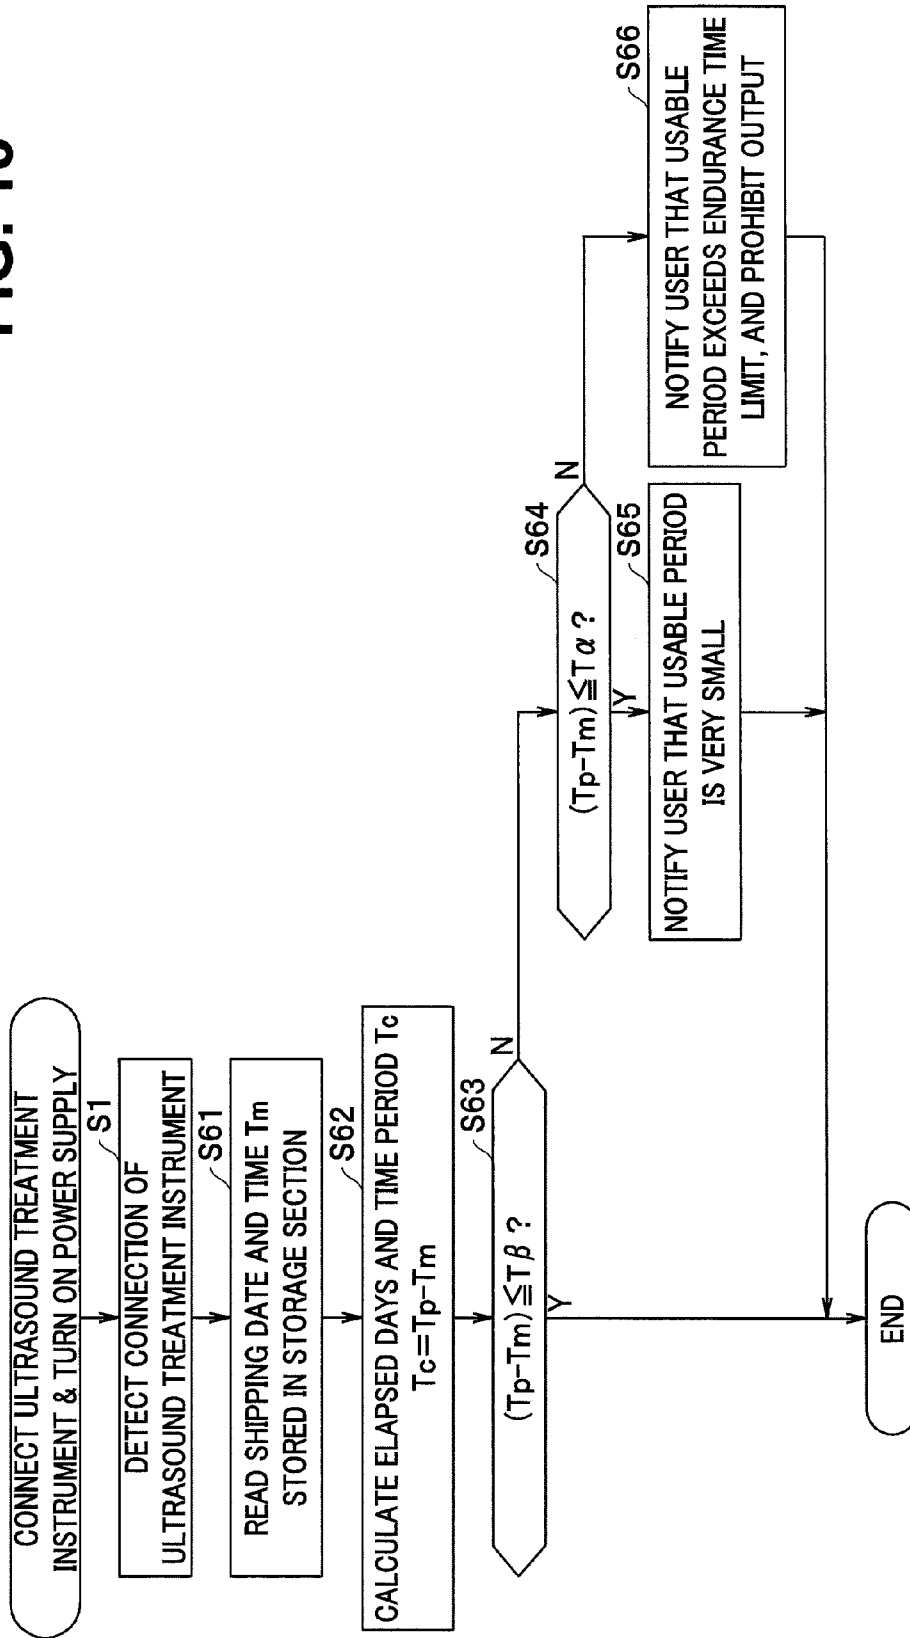 CONNECT ULTRASOUND TREATMENT
INSTRUMENT & TURN ON POWER SUPPLY
S1
DETECT CONNECTION OF
ULTRASOUND TREATMENT INSTRUMENT
S61
READ SHIPPING DATE AND TIME Tm
STORED IN STORAGE SECTION
S62
CALCULATE ELAPSED DAYS AND TIME PERIOD Tc
Tc=Tp-Tm
S63
(Tp-Tm)≦Tβ?
N
Y
S64
(Tp-Tm)≦Tα?
N
Y
S65
NOTIFY USER THAT USABLE PERIOD
IS VERY SMALL
S66
NOTIFY USER THAT USABLE
PERIOD EXCEEDS ENDURANCE TIME
LIMIT, AND PROHIBIT OUTPUT
END